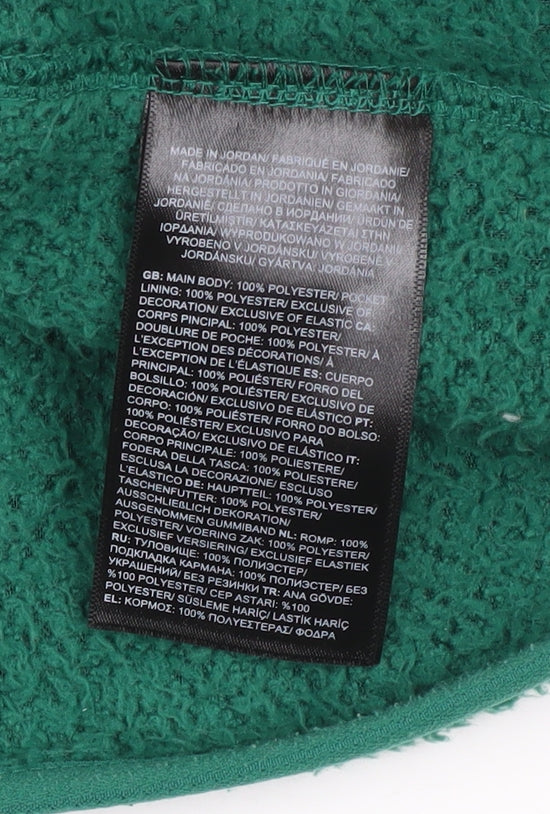 MADE IN JORDAN/ FABRIQUÉ EN JORDANIE/
FABRICADO EN JORDANIA/ FABRICADO
NA JORDÂNIA/ PRODOTTO IN GIORDANIA/
HERGESTELLT IN JORDANIEN/ GEMAAKT IN
JORDANIË/ СДЕЛАНО В ИОРДАНИИ/ ÜRDÜN'DE
ÜRETİLMİŞTİR/ ΚΑΤΑΣΚΕΥΑΖΕΤΑΙ ΣΤΗΝ
ΙΟΡΔΑΝΙΑ/ WYPRODUKOWANO W JORDANII/
VYROBENO V JORDÁNSKU/ VYROBENÉ V
JORDÁNSKU/ GYÁRTVA/ JORDÁNIA
GB: MAIN BODY: 100% POLYESTER/ POCKET
LINING: 100% POLYESTER/ EXCLUSIVE OF
DECORATION/ EXCLUSIVE OF ELASTIC CA:
CORPS PINCIPAL: 100% POLYESTER/
DOUBLURE DE POCHE: 100% POLYESTER/ À
L'EXCEPTION DES DÉCORATIONS/ À
L'EXCEPTION DE L'ÉLASTIQUE ES: CUERPO
PRINCIPAL: 100% POLIÉSTER/ FORRO DEL
BOLSILLO: 100% POLIÉSTER/ EXCLUSIVO DE
DECORACIÓN/ EXCLUSIVO DE ELÁSTICO PT:
CORPO: 100% POLIÉSTER/ FORRO DO BOLSO:
100% POLIÉSTER/ EXCLUSIVO PARA
DECORAÇÃO/ EXCLUSIVO DE ELÁSTICO IT:
CORPO PRINCIPALE: 100% POLIESTERE/
FODERA DELLA TASCA: 100% POLIESTERE/
ESCLUSA LA DECORAZIONE/ ESCLUSO
L'ELASTICO DE: HAUPTTEIL: 100% POLYESTER/
TASCHENFUTTER: 100% POLYESTER/
AUSSCHLIEßLICH DEKORATION/
AUSGENOMMEN GUMMIBAND NL: ROMP: 100%
POLYESTER/ VOERING ZAK: 100% POLYESTER/
EXCLUSIEF VERSIERING/ EXCLUSIEF ELASTIEK
RU: ТУЛОВИЩЕ: 100% ПОЛИЭСТЕР/
ПОДКЛАДКА КАРМАНА: 100% ПОЛИЭСТЕР/ БЕЗ
УКРАШЕНИЙ/ БЕЗ РЕЗИНКИ TR: ANA GÖVDE:
%100 POLYESTER/ CEP ASTARI: %100
POLYESTER/ SÜSLEME HARİÇ/ LASTİK HARİÇ
EL: ΚΟΡΜΟΣ: 100% ΠΟΛΥΕΣΤΕΡΑΣ/ ΦΟΔΡΑ